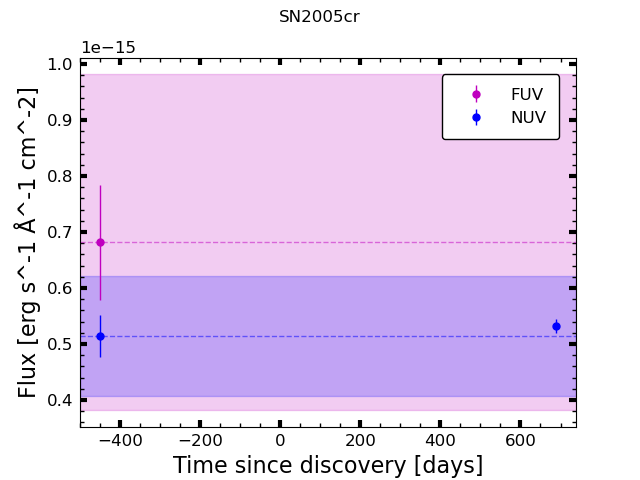 SN2005cr
1e−15
1.0
0.9
0.8
0.7
0.6
0.5
0.4
Flux [erg s^-1 Å^-1 cm^-2]
FUV
NUV
−400 −200 0 200 400 600
Time since discovery [days]